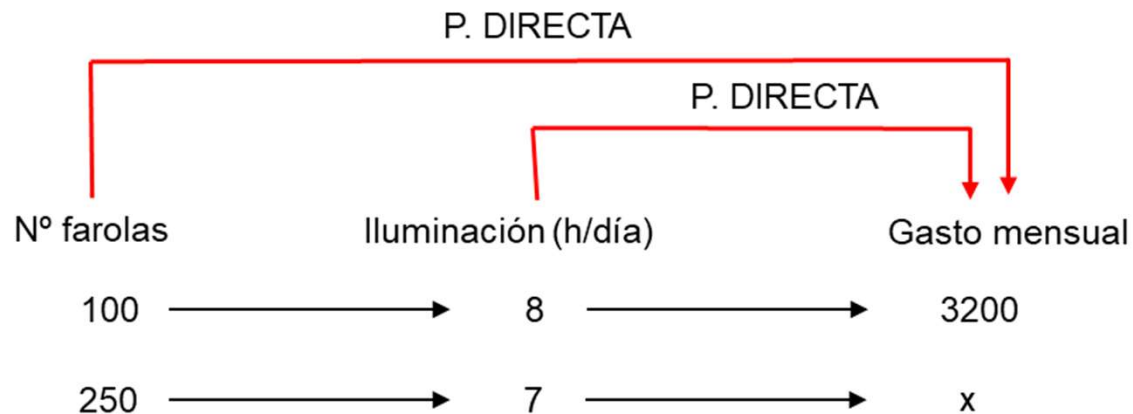 P. DIRECTA
P. DIRECTA
Nº farolas Iluminación (h/día) Gasto mensual
100 8 3200
250 7 x